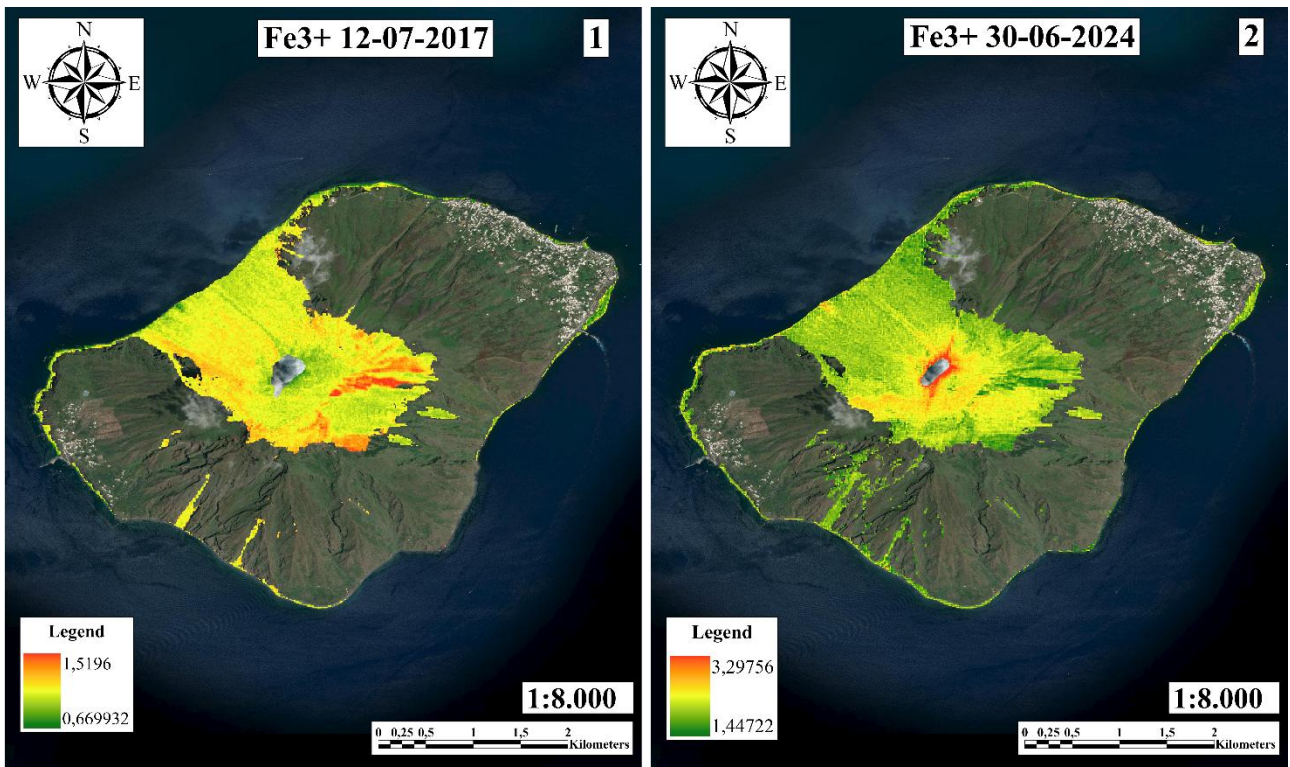 Fe3+ 12-07-2017
1
N
W
E
S
Legend
1,5196
0,669932
1:8.000
0 0,25 0,5 1 1,5 2
Kilometers
Fe3+ 30-06-2024
2
N
W
E
S
Legend
3,29756
1,44722
1:8.000
0 0,25 0,5 1 1,5 2
Kilometers